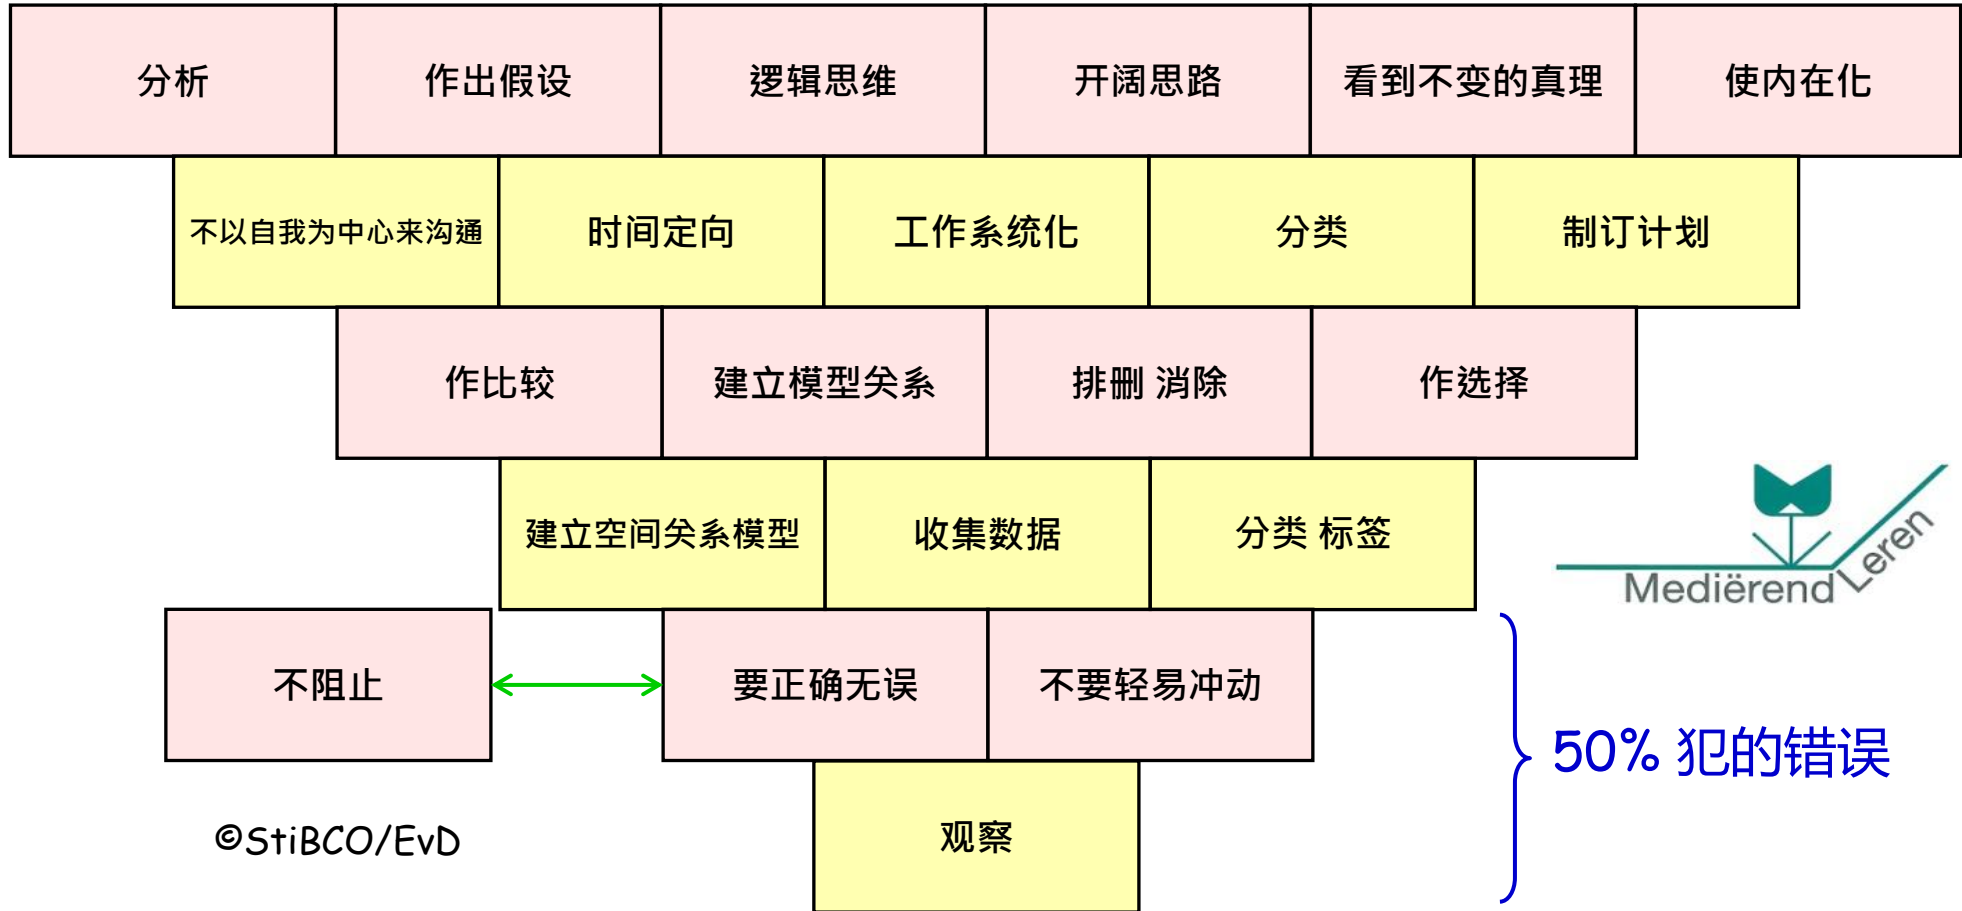 分析
作出假设
逻辑思维
开阔思路
看到不变的真理
使内在化
不以自我为中心来沟通
时间定向
工作系统化
分类
制订计划
作比较
建立模型关系
排删 消除
作选择
建立空间关系模型
收集数据
分类 标签
Mediërend Leren
不阻止
要正确无误
不要轻易冲动
50% 犯的错误
©StiBCO/EvD
观察